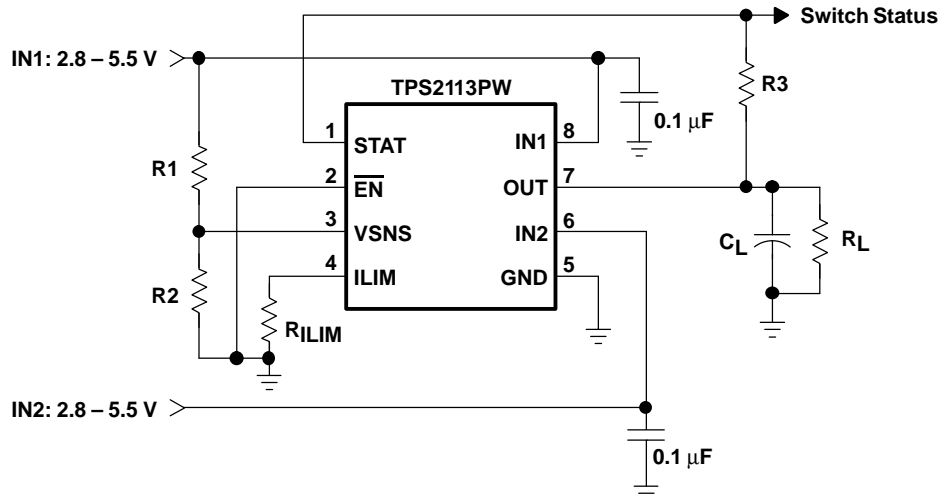 Switch Status
IN1: 2.8 – 5.5 V
R3
TPS2113PW
0.1 μF
1
STAT
IN1
8
R1
2
EN
OUT
7
3
VSNS
IN2
6
CL
RL
R2
4
ILIM
GND
5
RILIM
IN2: 2.8 – 5.5 V
0.1 μF